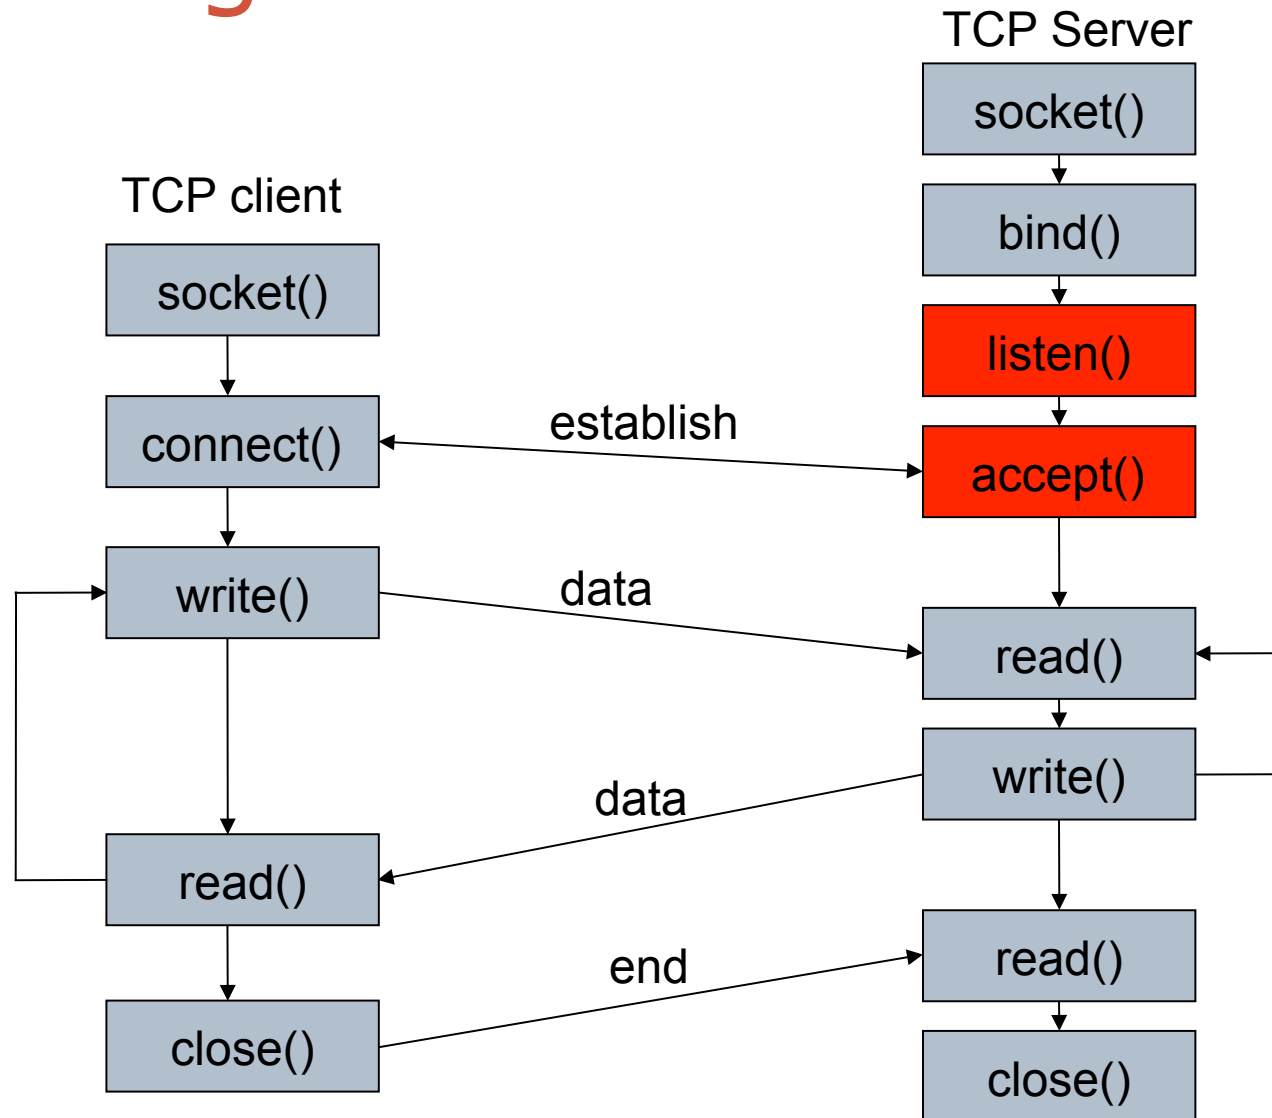 TCP Server
socket()
bind()
TCP client
socket()
listen()
connect()
establish
accept()
write()
data
read()
write()
data
read()
read()
end
close()
close()